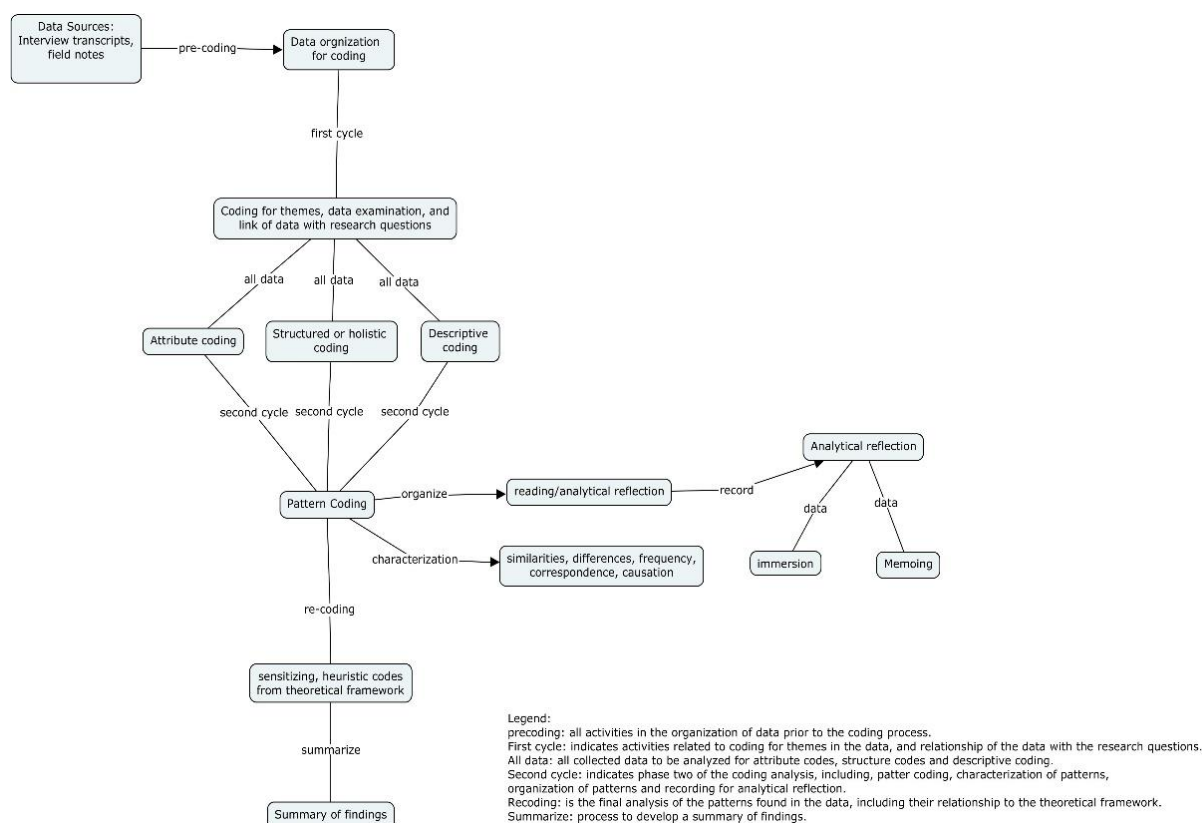 Data Sources:
Interview transcripts,
field notes
pre-coding
Data orgnization
for coding
first cycle
Coding for themes, data examination, and
link of data with research questions
all data
all data
all data
Attribute coding
Structured or holistic
coding
Descriptive
coding
second cycle
second cycle
second cycle
Pattern Coding
organize
reading/analytical reflection
record
Analytical reflection
data
data
immersion
Memoing
characterization
similarities, differences, frequency,
correspondence, causation
re-coding
sensitizing, heuristic codes
from theoretical framework
summarize
Summary of findings
Legend:
precoding: all activities in the organization of data prior to the coding process.
First cycle: indicates activities related to coding for themes in the data, and relationship of the data with the research questions.
All data: all collected data to be analyzed for attribute codes, structure codes and descriptive coding.
Second cycle: indicates phase two of the coding analysis, including, patter coding, characterization of patterns,
organization of patterns and recording for analytical reflection.
Recoding: is the final analysis of the patterns found in the data, including their relationship to the theoretical framework.
Summarize: process to develop a summary of findings.